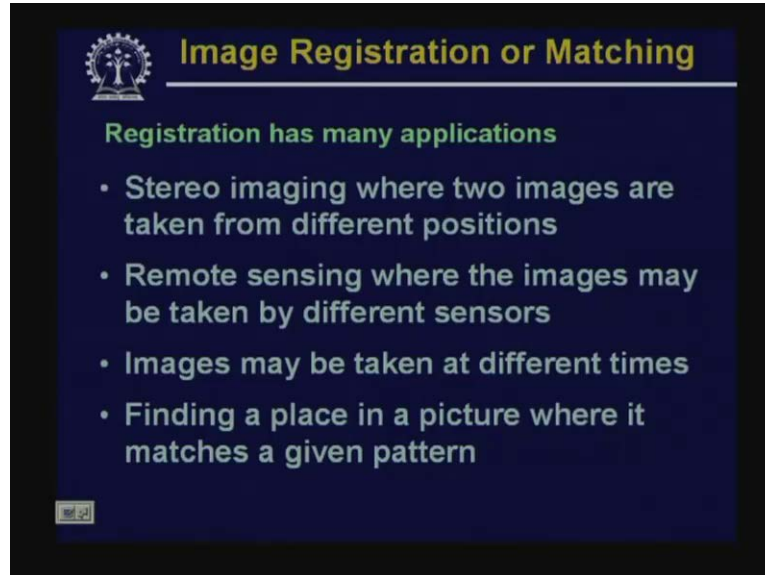 Image Registration or Matching
Registration has many applications
• Stereo imaging where two images are
taken from different positions
• Remote sensing where the images may
be taken by different sensors
• Images may be taken at different times
• Finding a place in a picture where it
matches a given pattern